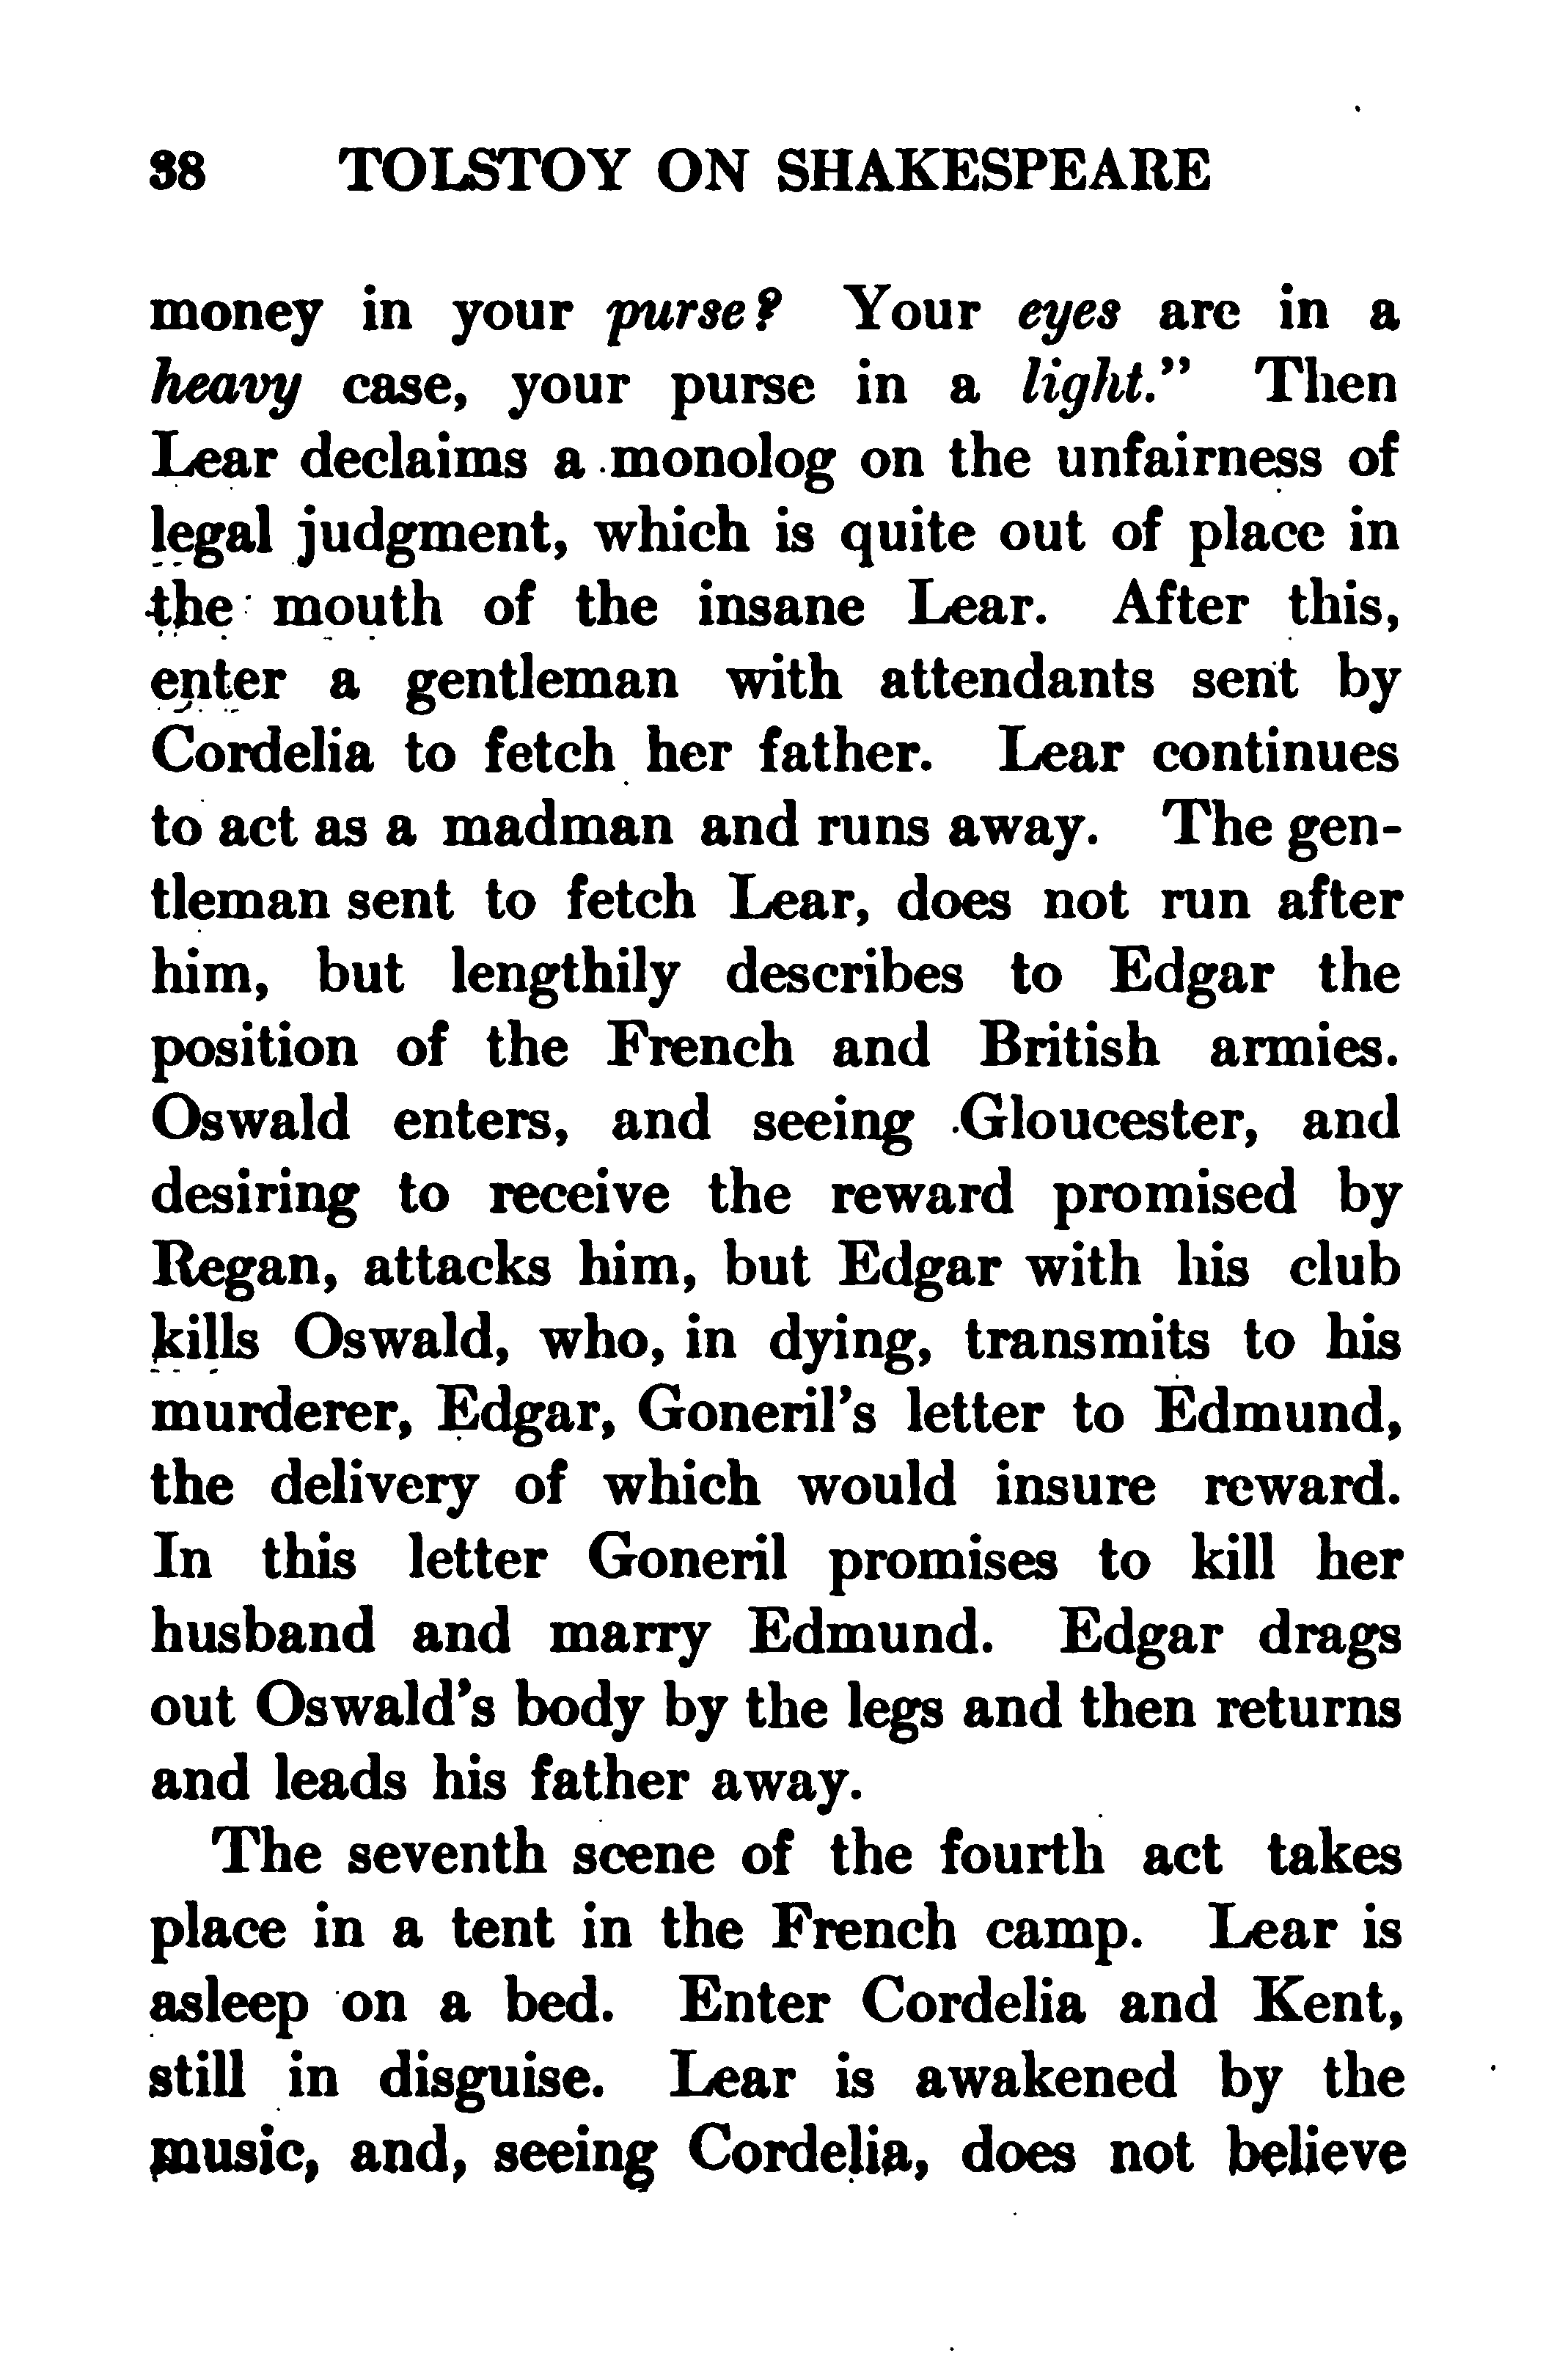 38 TOLSTOY ON SHAKESPEARE
money in your purse? Your eyes are in a
heavy case, your purse in a light.” Then
Lear declaims a monolog on the unfairness of
legal judgment, which is quite out of place in
the mouth of the insane Lear. After this,
enter a gentleman with attendants sent by
Cordelia to fetch her father. Lear continues
to act as a madman and runs away. The gen-
tleman sent to fetch Lear, does not run after
him, but lengthily describes to Edgar the
position of the French and British armies.
Oswald enters, and seeing Gloucester, and
desiring to receive the reward promised by
Regan, attacks him, but Edgar with his club
kills Oswald, who, in dying, transmits to his
murderer, Edgar, Goneril’s letter to Edmund,
the delivery of which would insure reward.
In this letter Goneril promises to kill her
husband and marry Edmund. Edgar drags
out Oswald’s body by the legs and then returns
and leads his father away.
The seventh scene of the fourth act takes
place in a tent in the French camp. Lear is
asleep on a bed. Enter Cordelia and Kent,
still in disguise. Lear is awakened by the
music, and, seeing Cordelia, does not believe